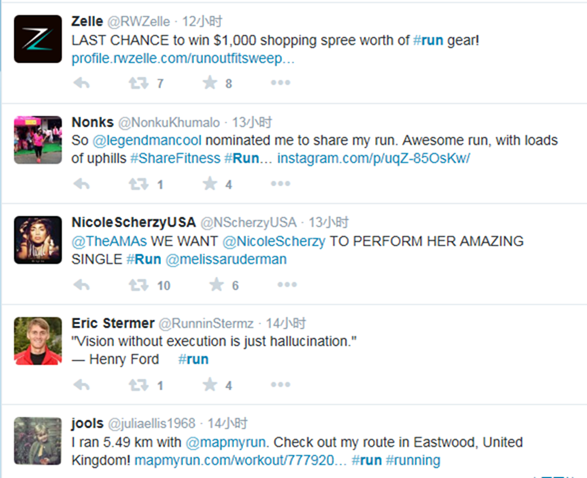 Zelle @RWZelle · 12小时
LAST CHANCE to win $1,000 shopping spree worth of #run gear!
profile.rwzelle.com/runoutfitsweep…
7 8
Nonks @NonkuKhumalo · 13小时
So @legendmancool nominated me to share my run. Awesome run, with loads
of uphills #ShareFitness #Run… instagram.com/p/uqZ-85OsKw/
1 4
NicoleScherzyUSA @NScherzyUSA · 13小时
@TheAMAs WE WANT @NicoleScherzy TO PERFORM HER AMAZING
SINGLE #Run @melissaruderman
10 6
Eric Stermer @RunninStermz · 14小时
"Vision without execution is just hallucination."
— Henry Ford #run
1 4
jools @juliaellis1968 · 14小时
I ran 5.49 km with @mapmyrun. Check out my route in Eastwood, United
Kingdom! mapmyrun.com/workout/777920… #run #running